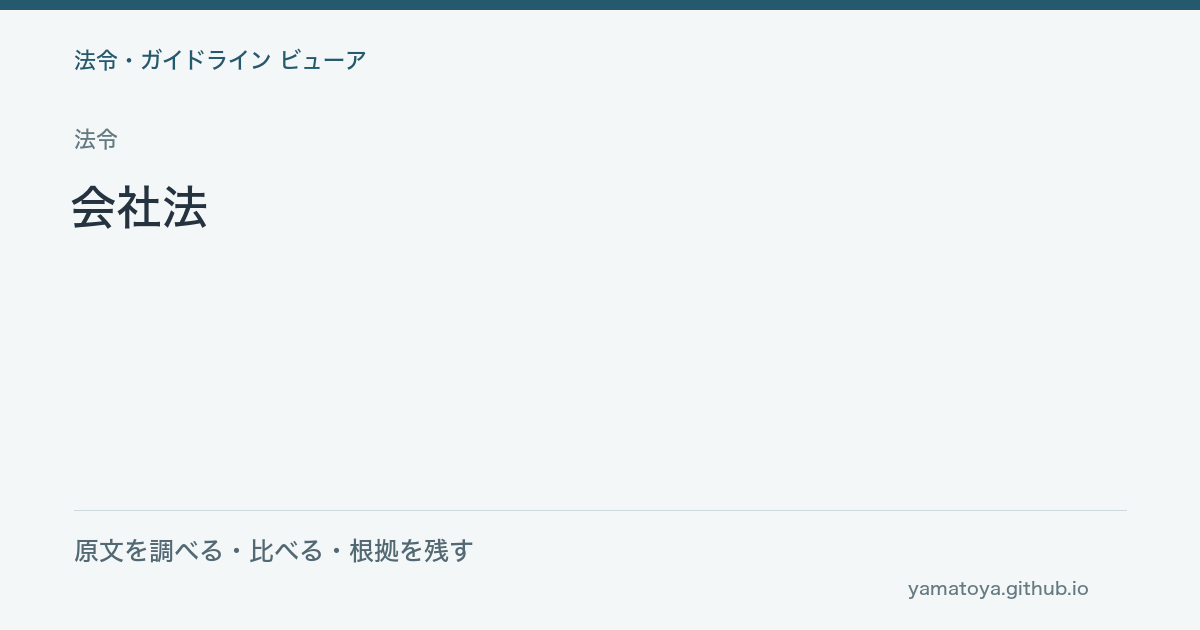 法令・ガイドライン ビューア
法令
会社法
原文を調べる・比べる・根拠を残す
yamatoya.github.io